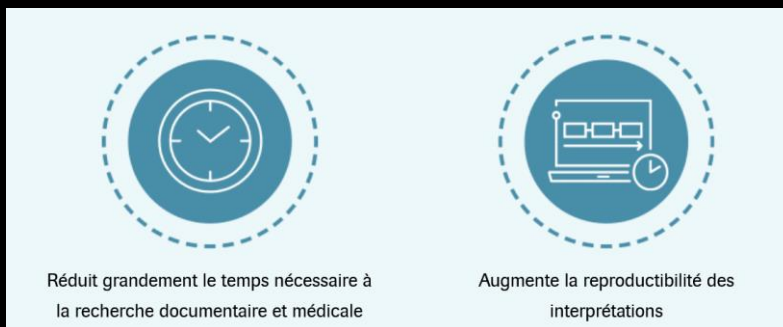 Réduit grandement le temps nécessaire à
la recherche documentaire et médicale
Augmente la reproductibilité des
interprétations